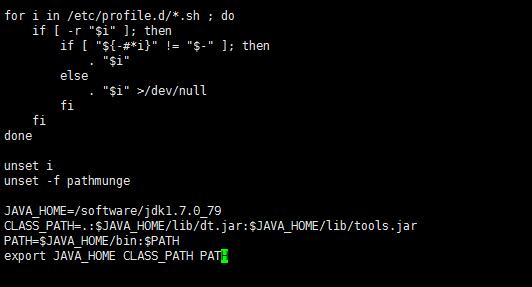 for i in /etc/profile.d/*.sh ; do
    if [ -r "$i" ]; then
        if [ "${-#*i}" != "$-" ]; then
            . "$i"
        else
            . "$i" >/dev/null
        fi
    fi
done
unset i
unset -f pathmunge
JAVA_HOME=/software/jdk1.7.0_79
CLASS_PATH=.:$JAVA_HOME/lib/dt.jar:$JAVA_HOME/lib/tools.jar
PATH=$JAVA_HOME/bin:$PATH
export JAVA_HOME CLASS_PATH PATH